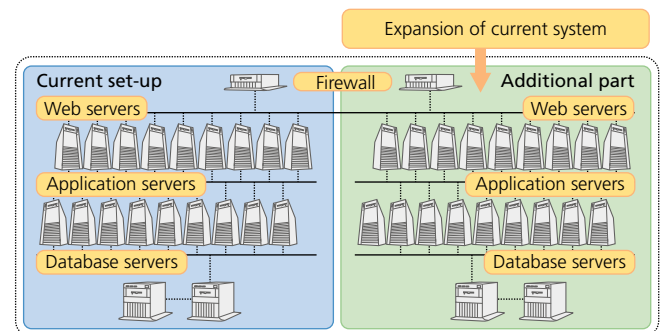 Expansion of current system
Current set-up
Firewall
Additional part
Web servers
Web servers
Application servers
Application servers
Database servers
Database servers